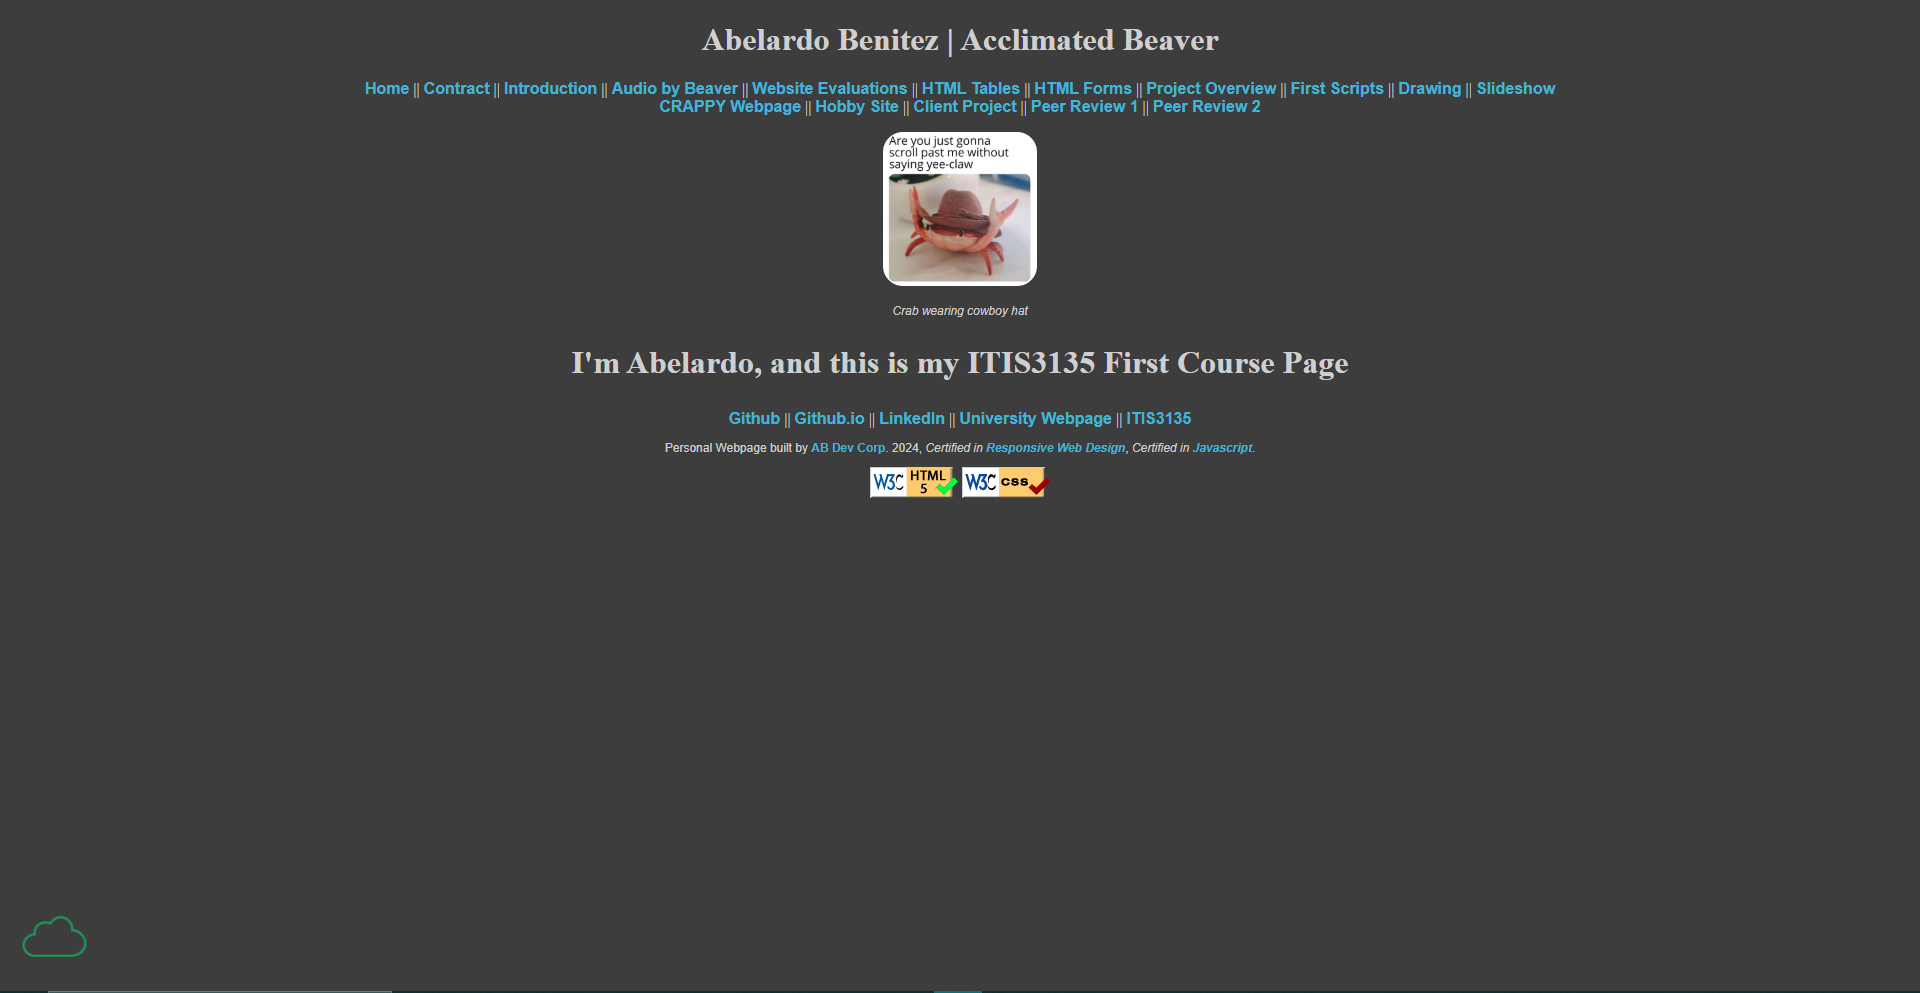 Abelardo Benitez | Acclimated Beaver
Home || Contract || Introduction || Audio by Beaver || Website Evaluations || HTML Tables || HTML Forms || Project Overview || First Scripts || Drawing || Slideshow
CRAPPY Webpage || Hobby Site || Client Project || Peer Review 1 || Peer Review 2
Are you just gonna
scroll past me without
saying yee-claw
Crab wearing cowboy hat
I'm Abelardo, and this is my ITIS3135 First Course Page
Github || Github.io || LinkedIn || University Webpage || ITIS3135
Personal Webpage built by AB Dev Corp. 2024, Certified in Responsive Web Design, Certified in Javascript.
W3C HTML 5 W3C css